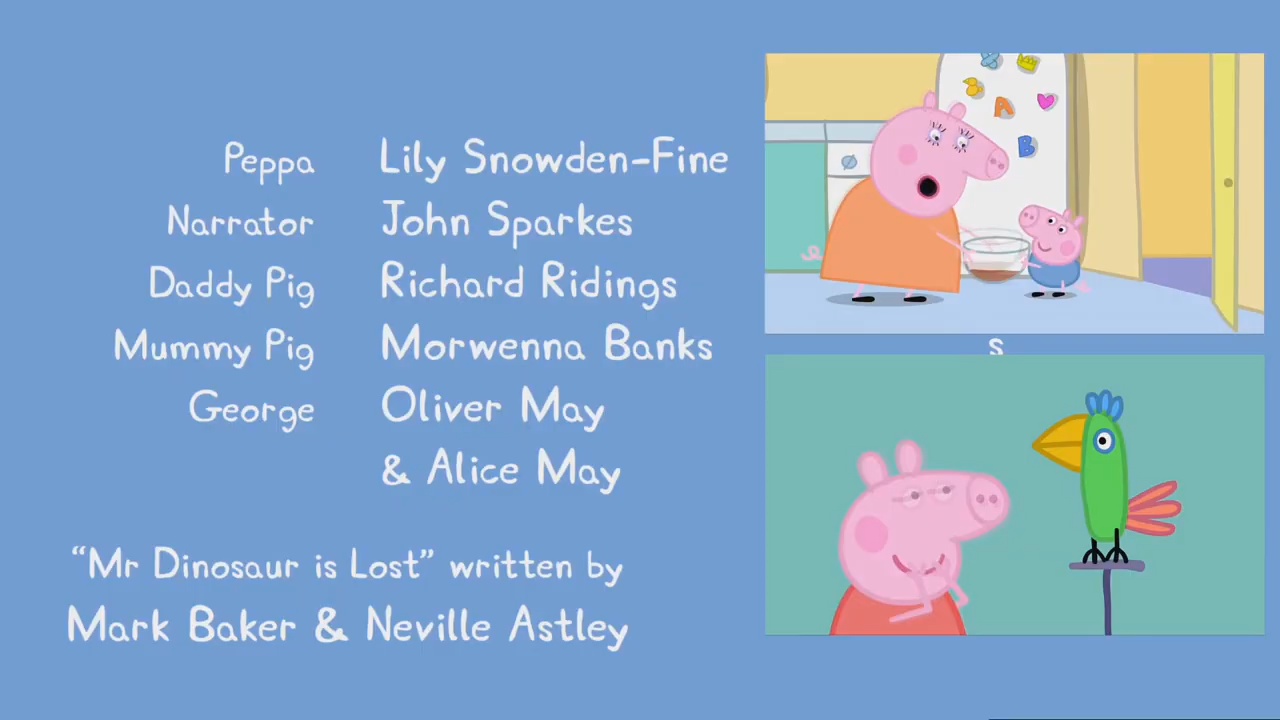 Peppa Lily Snowden-Fine
Narrator John Sparkes
Daddy Pig Richard Ridings
Mummy Pig Morwenna Banks
George Oliver May
& Alice May
“Mr Dinosaur is Lost” written by
Mark Baker & Neville Astley
A
B
s